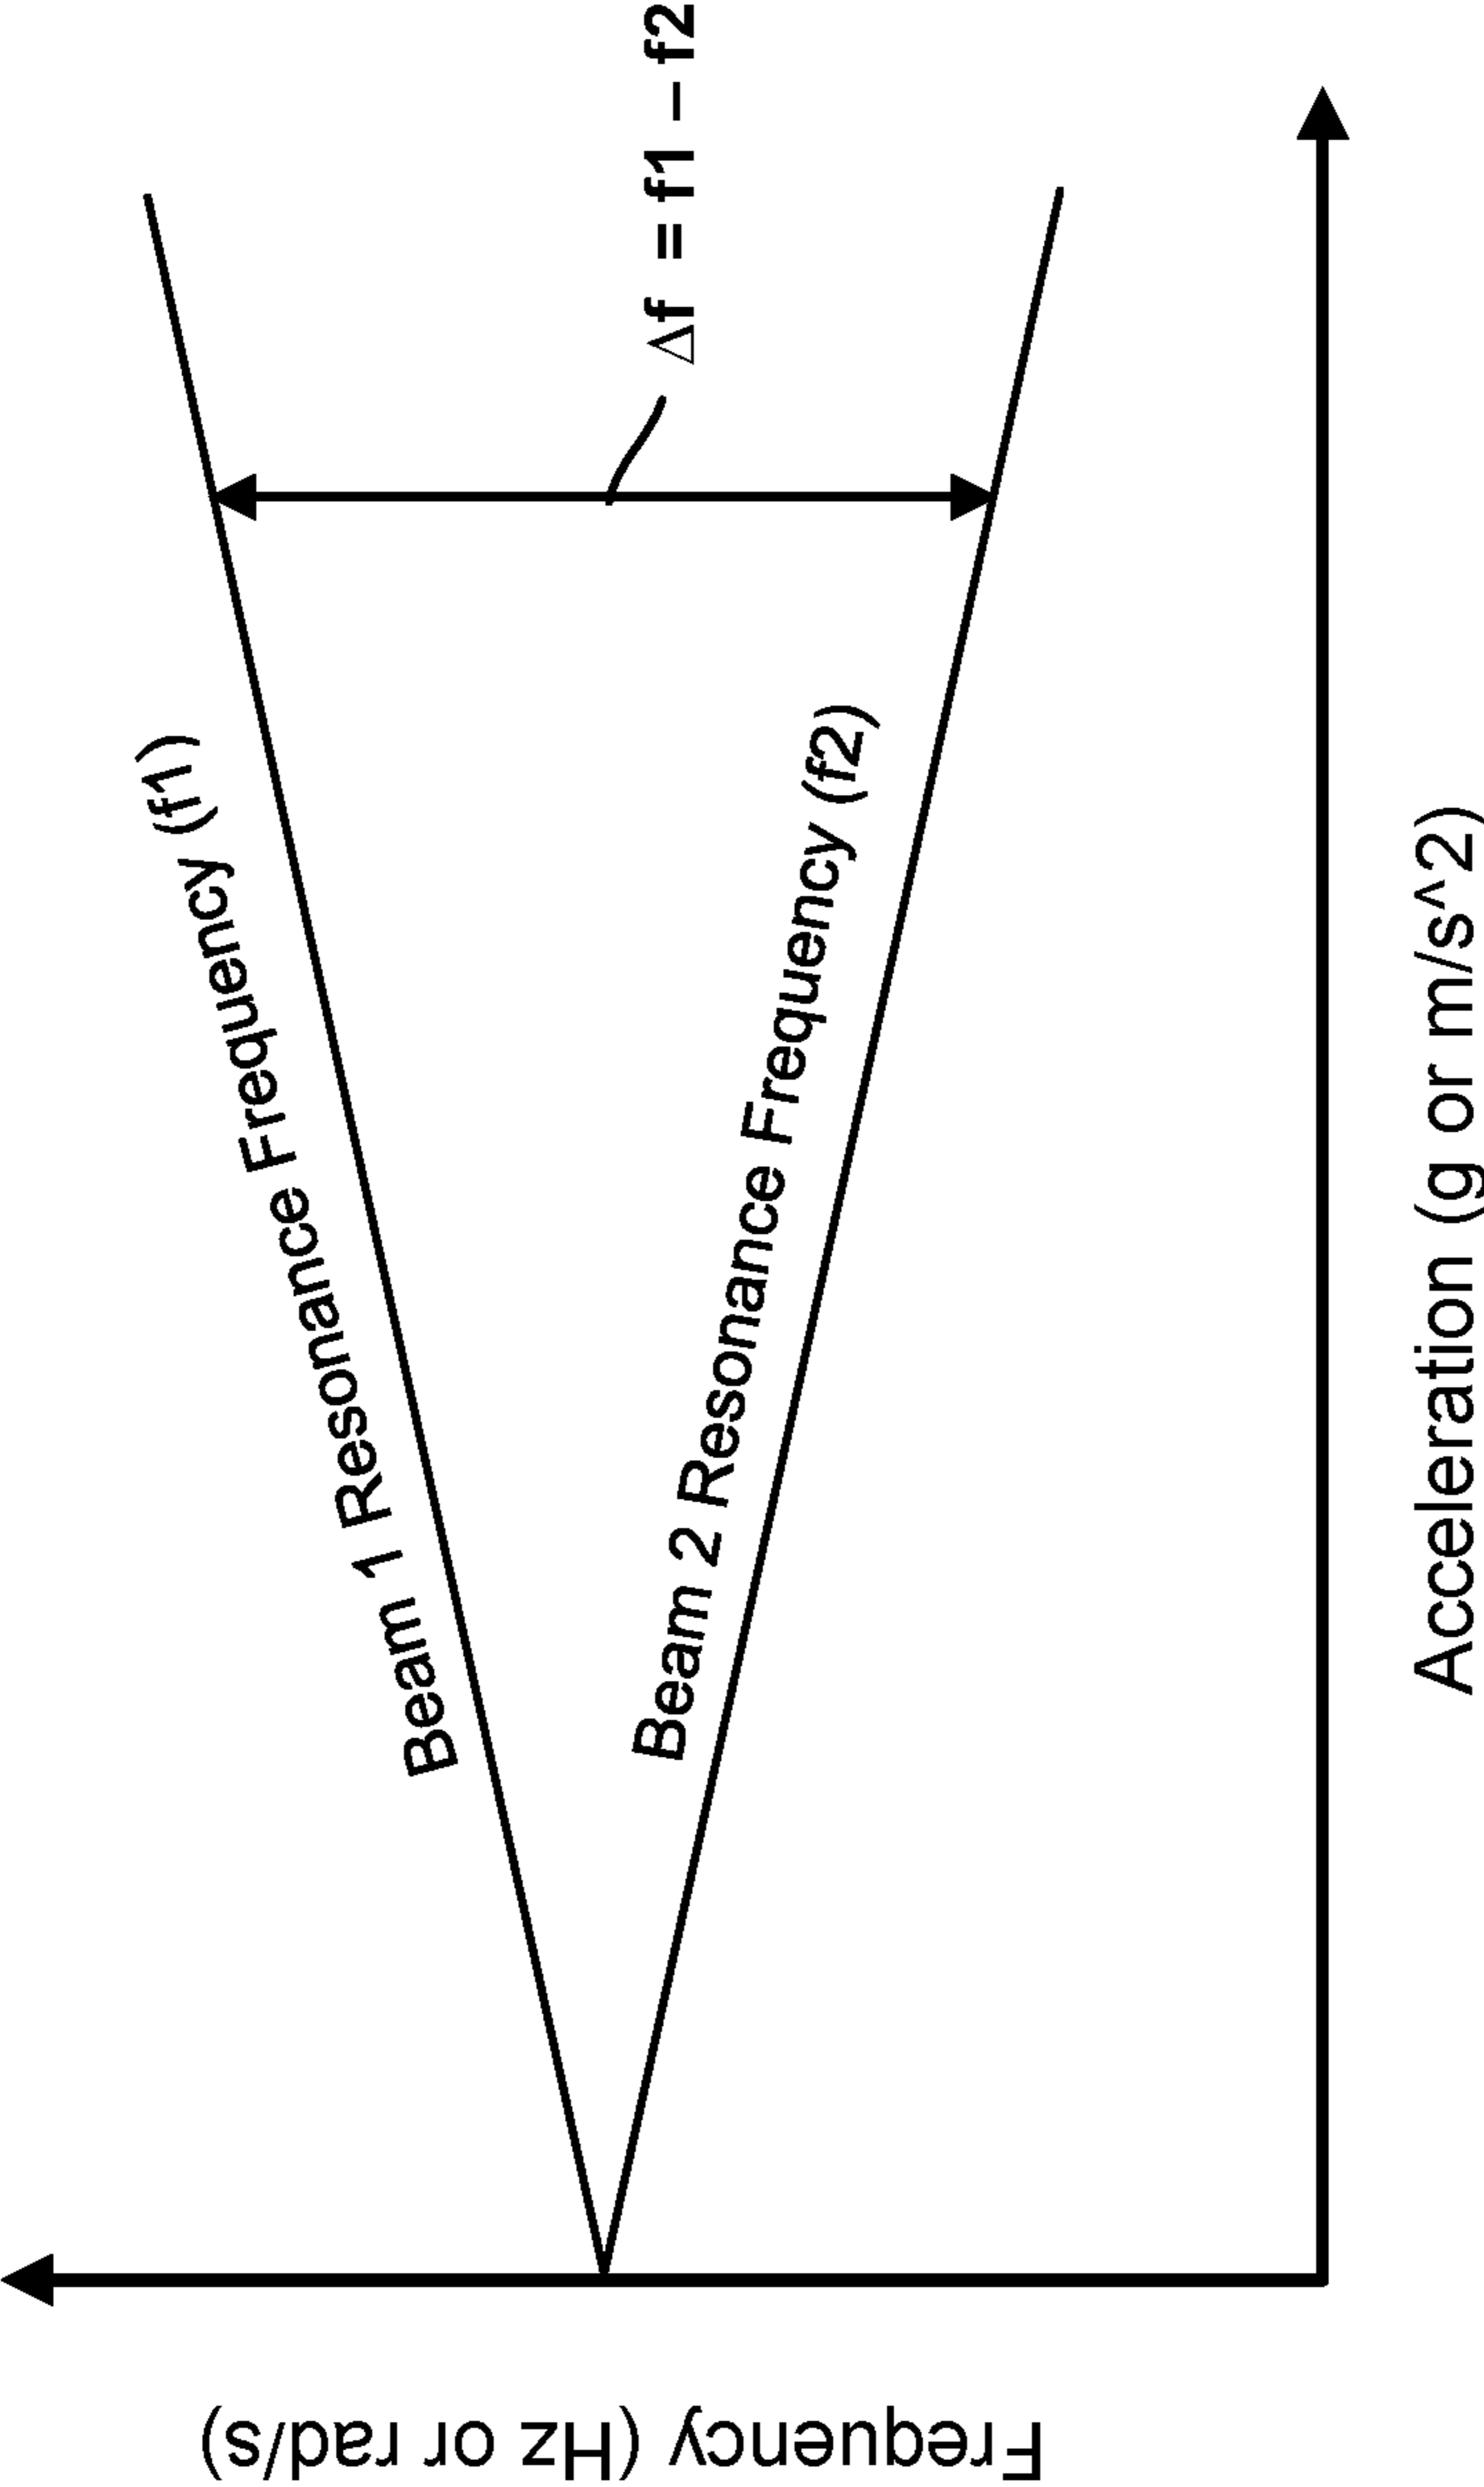 Frequency (Hz or rad/s)
Beam 1 Resonance Frequency (f1)
Beam 2 Resonance Frequency (f2)
Δf = f1 – f2
Acceleration (g or m/s^2)